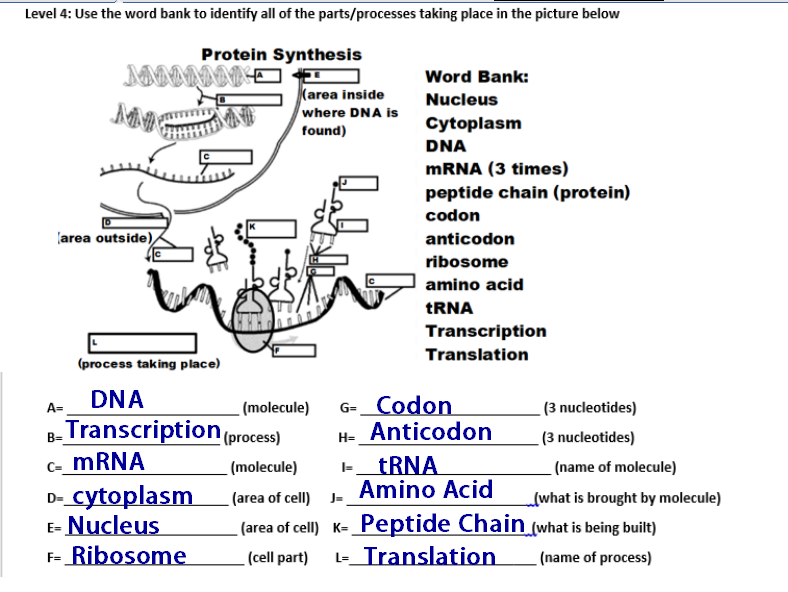 Level 4: Use the word bank to identify all of the parts/processes taking place in the picture below
Protein Synthesis
A
E
B
(area inside
where DNA is
found)
C
J
D
K
I
(area outside)
C
H
G
C
L
F
(process taking place)
Word Bank:
Nucleus
Cytoplasm
DNA
mRNA (3 times)
peptide chain (protein)
codon
anticodon
ribosome
amino acid
tRNA
Transcription
Translation
A= DNA (molecule) G= Codon (3 nucleotides)
B= Transcription (process) H= Anticodon (3 nucleotides)
C= mRNA (molecule) I= tRNA (name of molecule)
D= cytoplasm (area of cell) J= Amino Acid (what is brought by molecule)
E= Nucleus (area of cell) K= Peptide Chain (what is being built)
F= Ribosome (cell part) L= Translation (name of process)